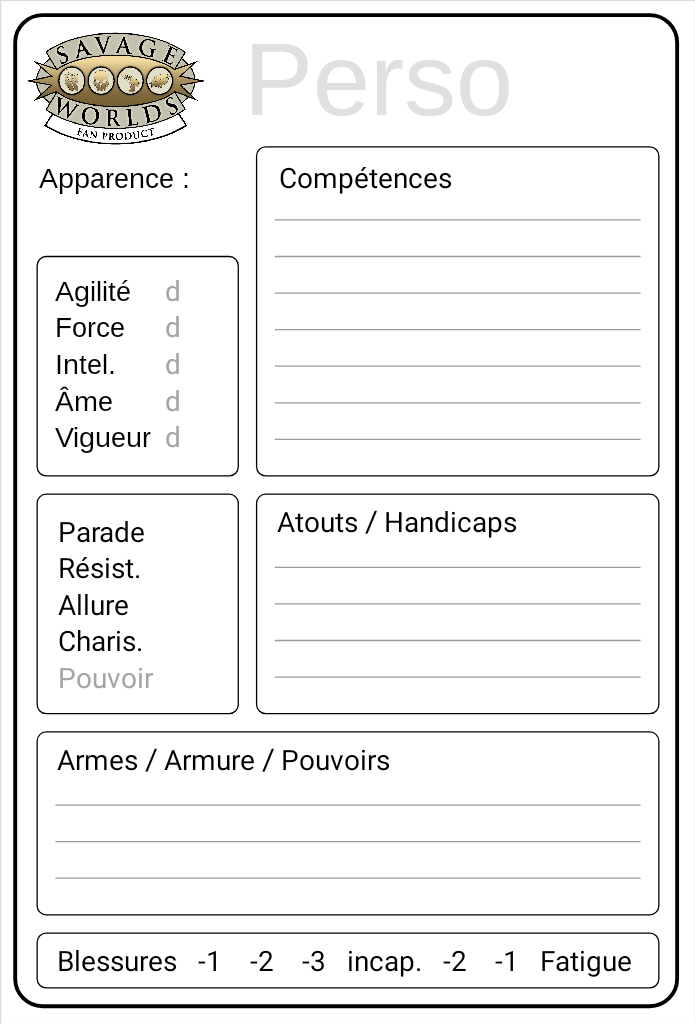 SAVAGE
WORLDS
FAN PRODUCT
Perso
Apparence :
Compétences
Agilité d
Force d
Intel. d
Âme d
Vigueur d
Parade
Résist.
Allure
Charis.
Pouvoir
Atouts / Handicaps
Armes / Armure / Pouvoirs
Blessures -1 -2 -3 incap. -2 -1 Fatigue